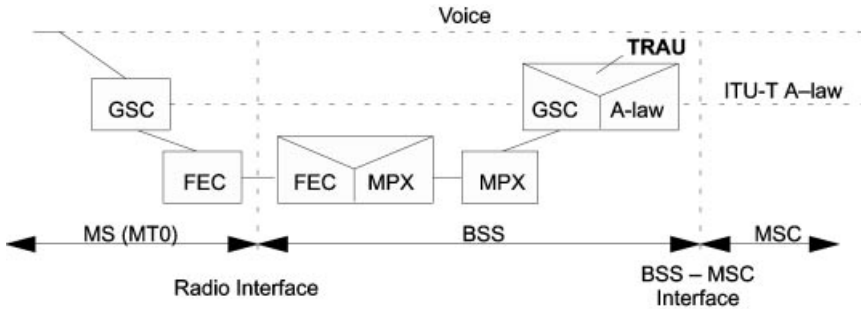 Voice
TRAU
GSC
GSC
A-law
ITU-T A–law
FEC
FEC
MPX
MPX
MS (MT0)
BSS
MSC
Radio Interface
BSS – MSC
Interface